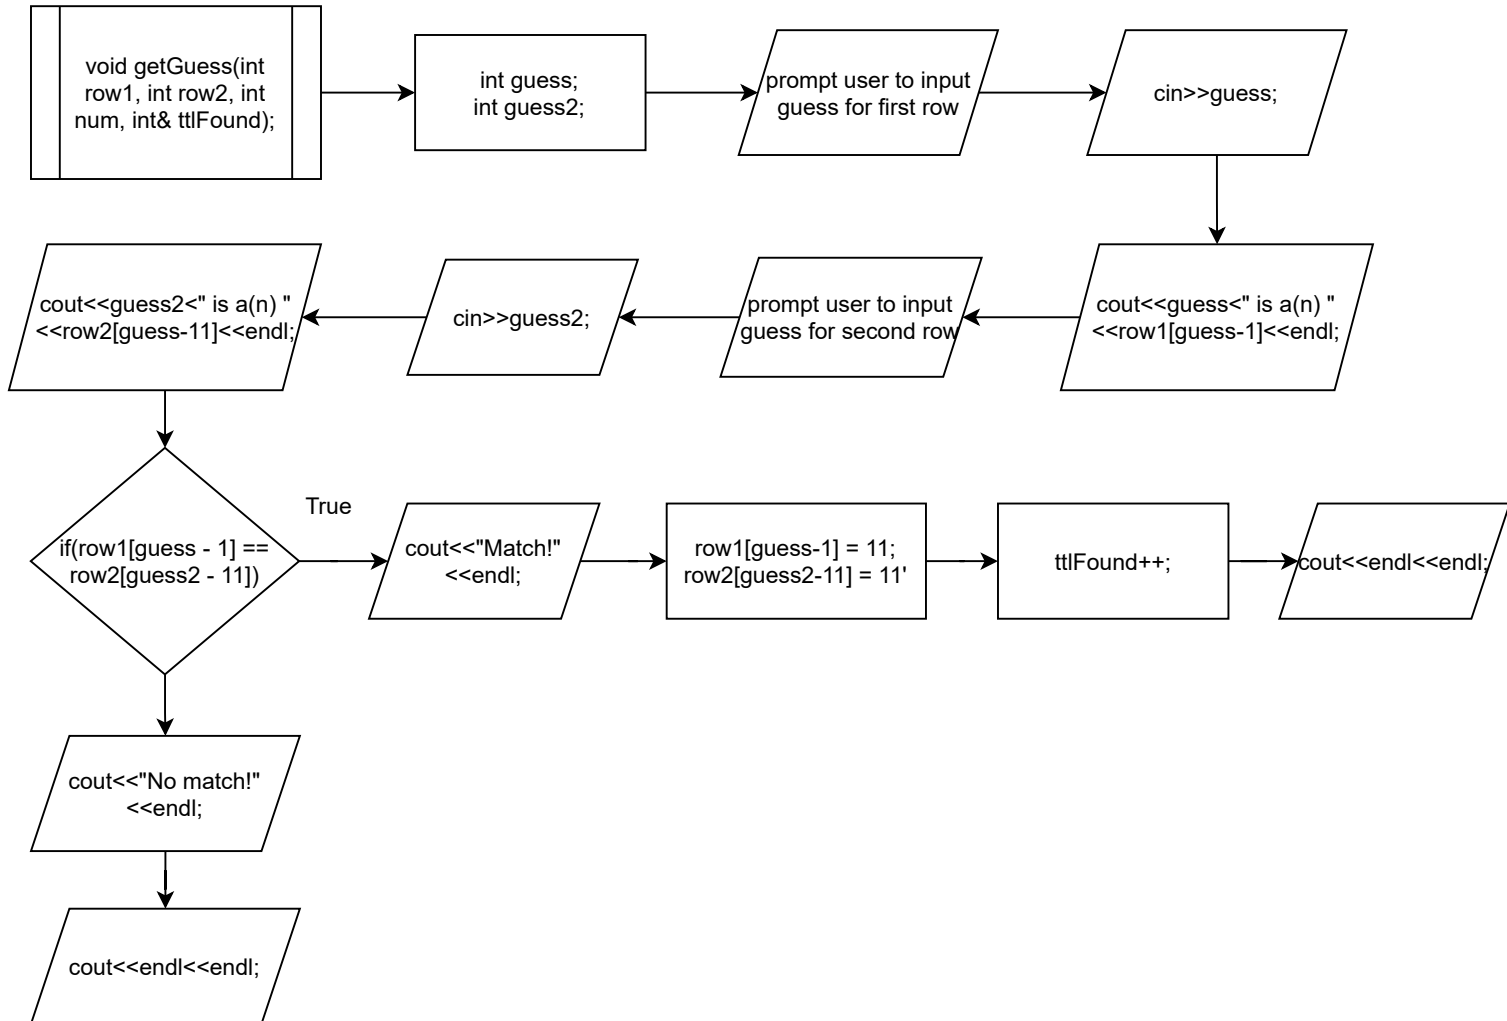 void getGuess(int
row1, int row2, int
num, int& ttlFound);
int guess;
int guess2;
prompt user to input
guess for first row
cin>>guess;
cout<<guess<" is a(n) "
<<row1[guess-1]<<endl;
prompt user to input
guess for second row
cin>>guess2;
cout<<guess2<" is a(n) "
<<row2[guess-11]<<endl;
if(row1[guess - 1] ==
row2[guess2 - 11])
True
cout<<"Match!"
<<endl;
row1[guess-1] = 11;
row2[guess2-11] = 11'
ttlFound++;
cout<<endl<<endl;
cout<<"No match!"
<<endl;
cout<<endl<<endl;